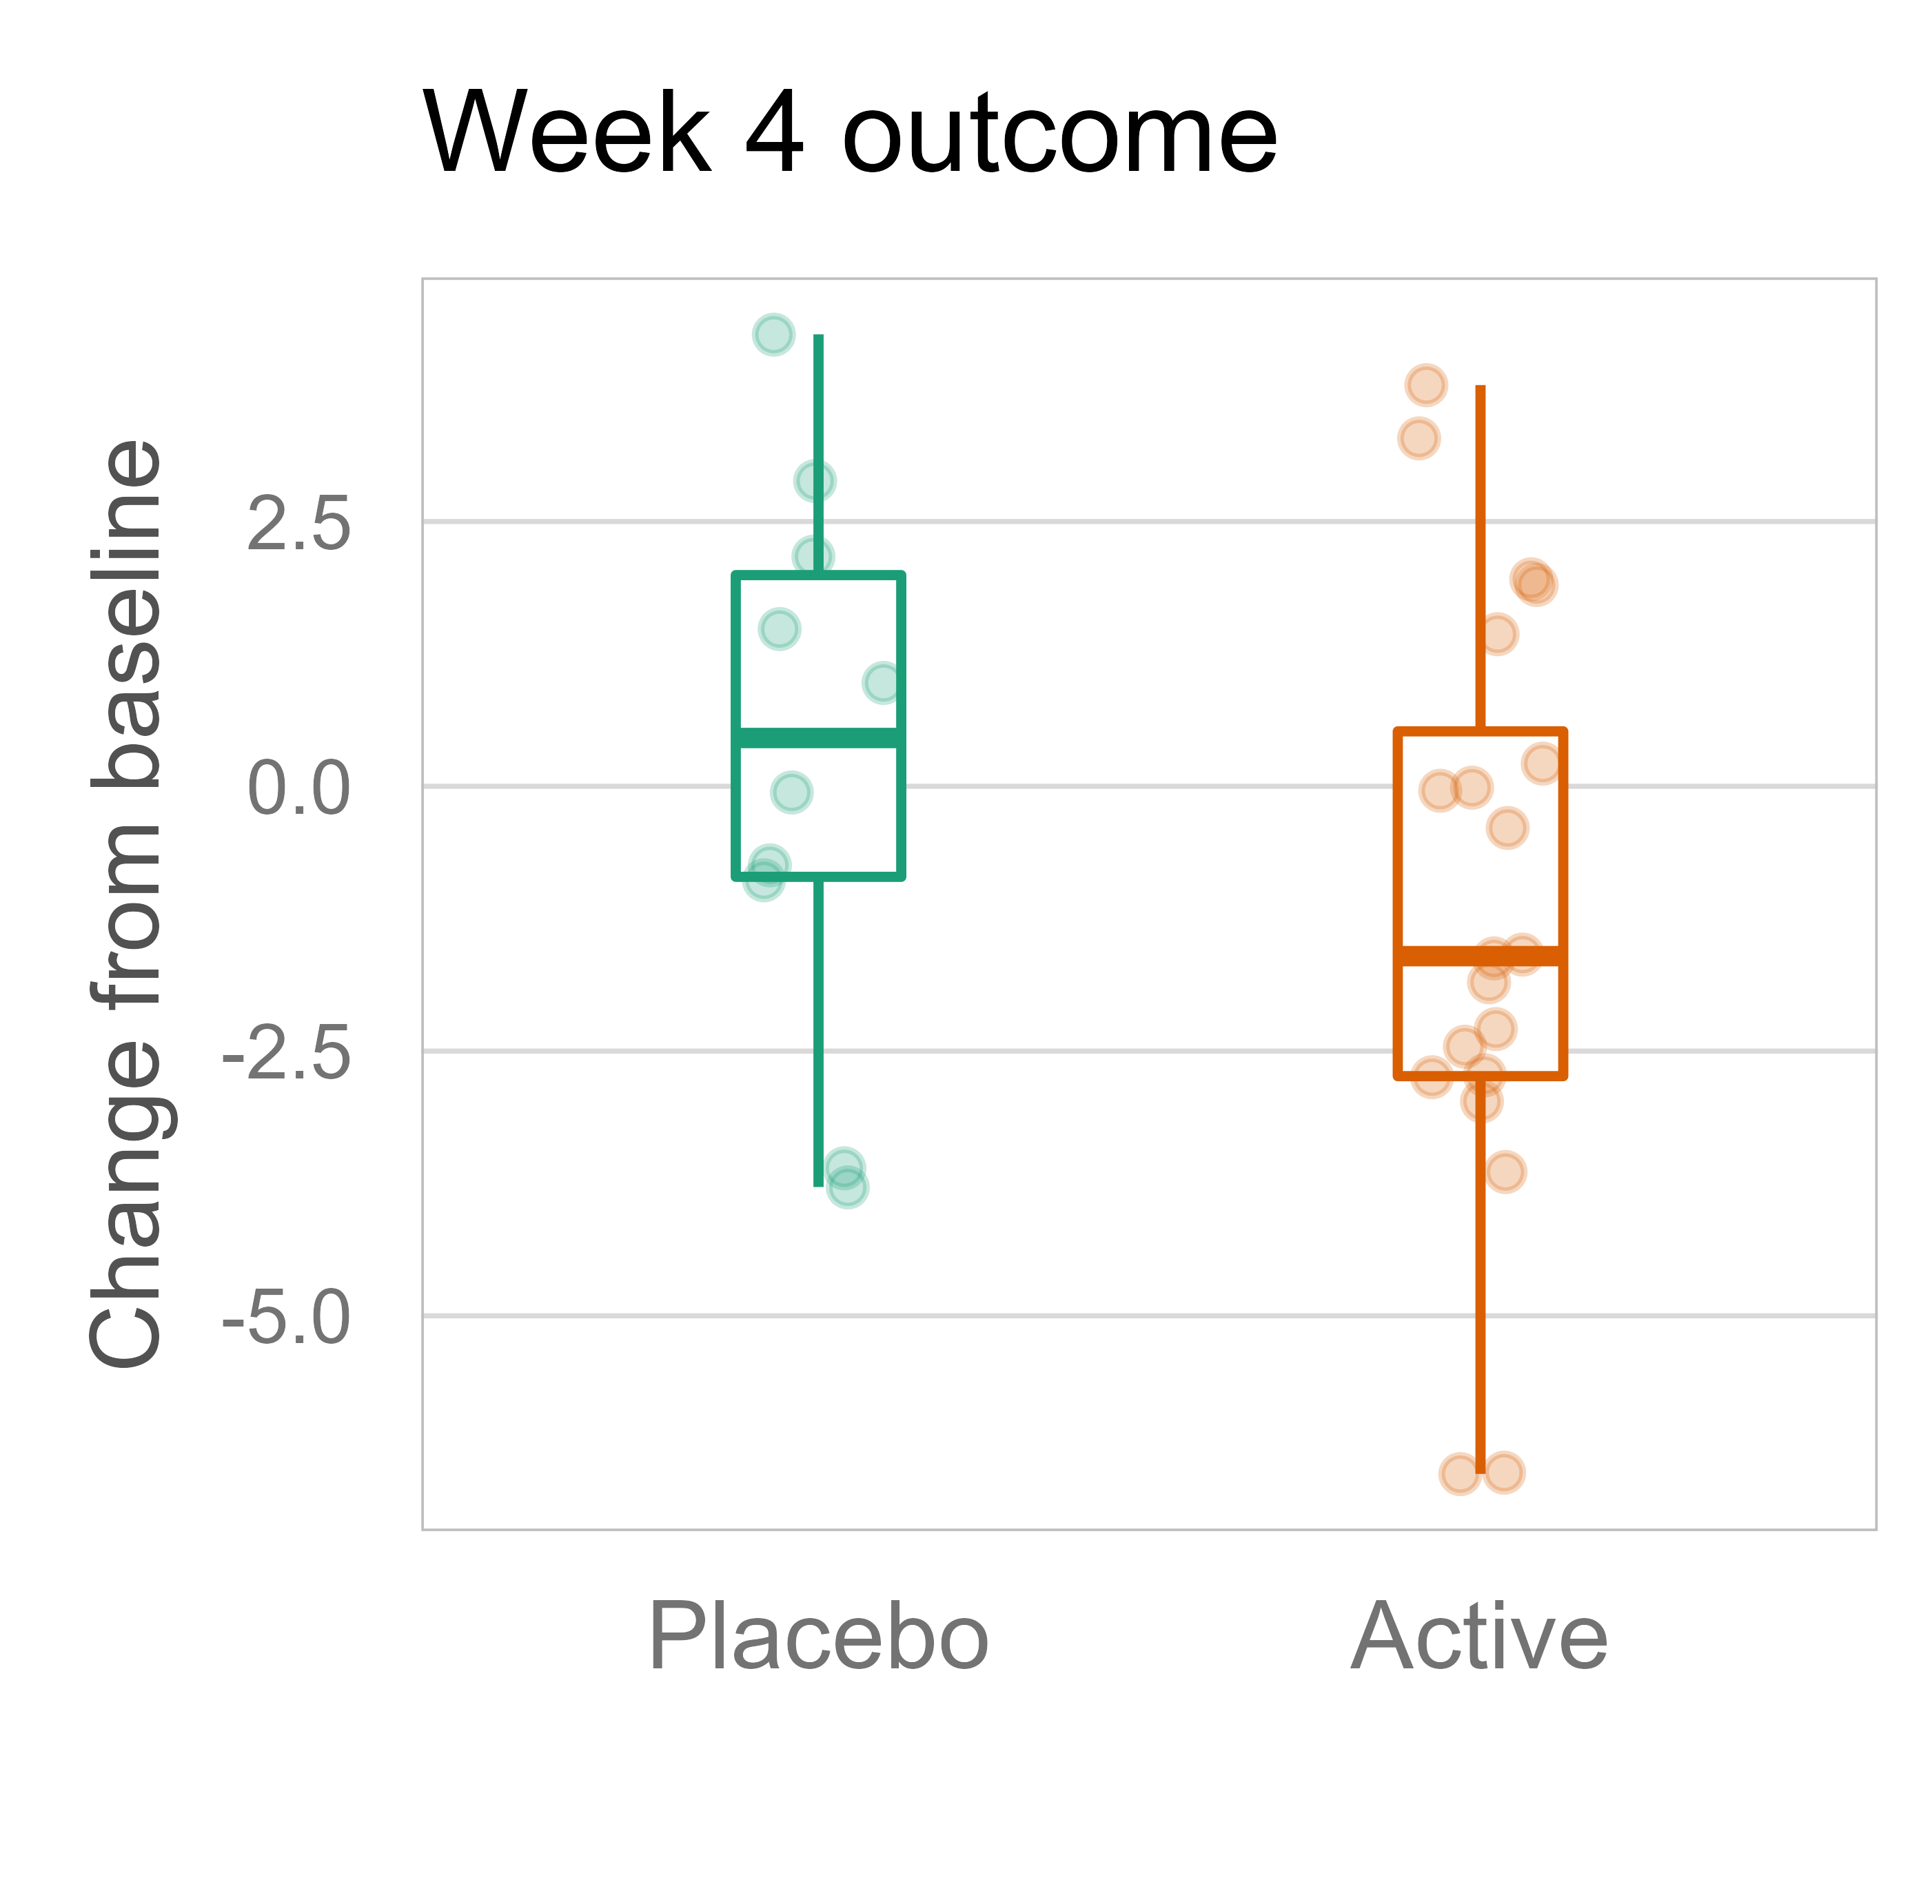 Week 4 outcome
Change from baseline
2.5
0.0
-2.5
-5.0
Placebo
Active